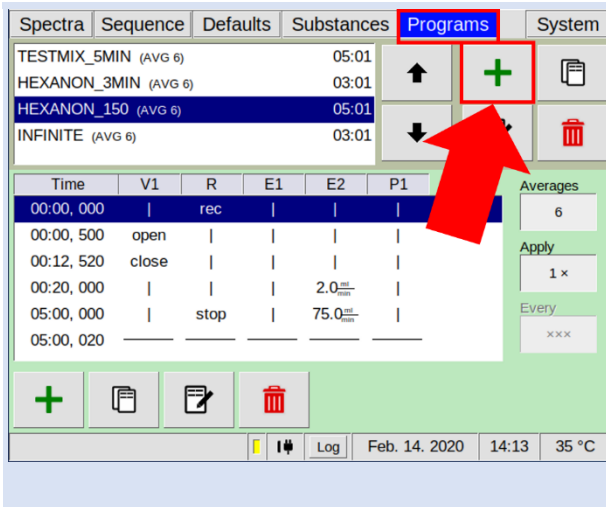 Spectra Sequence Defaults Substances Programs System
TESTMIX_5MIN (AVG 6) 05:01
HEXANON_3MIN (AVG 6) 03:01
HEXANON_150 (AVG 6) 05:01
INFINITE (AVG 6) 03:01
Time V1 R E1 E2 P1
Averages
00:00, 000 | rec | | |
6
00:00, 500 open | | | |
Apply
00:12, 520 close | | | |
1 ×
00:20, 000 | | | 2.0 ml/min |
Every
05:00, 000 | stop | 75.0 ml/min |
×××
05:00, 020
Log Feb. 14. 2020 14:13 35 °C